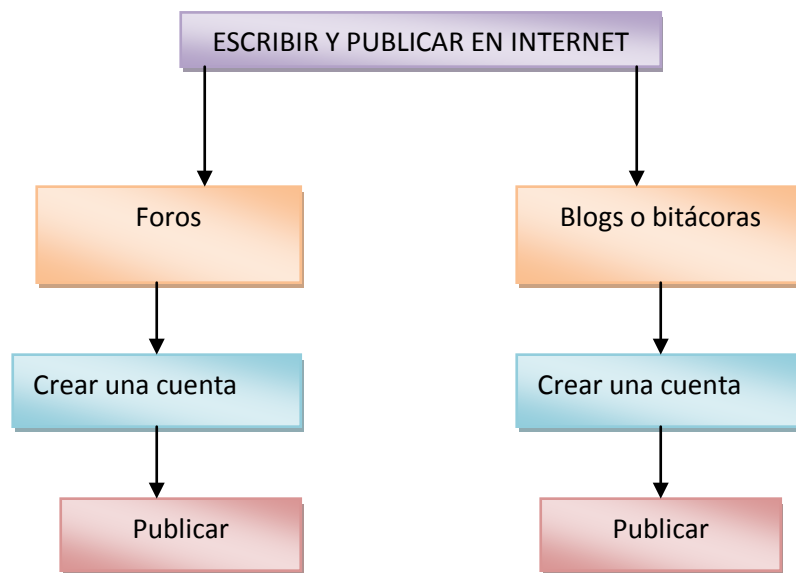 ESCRIBIR Y PUBLICAR EN INTERNET
Foros
Blogs o bitácoras
Crear una cuenta
Crear una cuenta
Publicar
Publicar